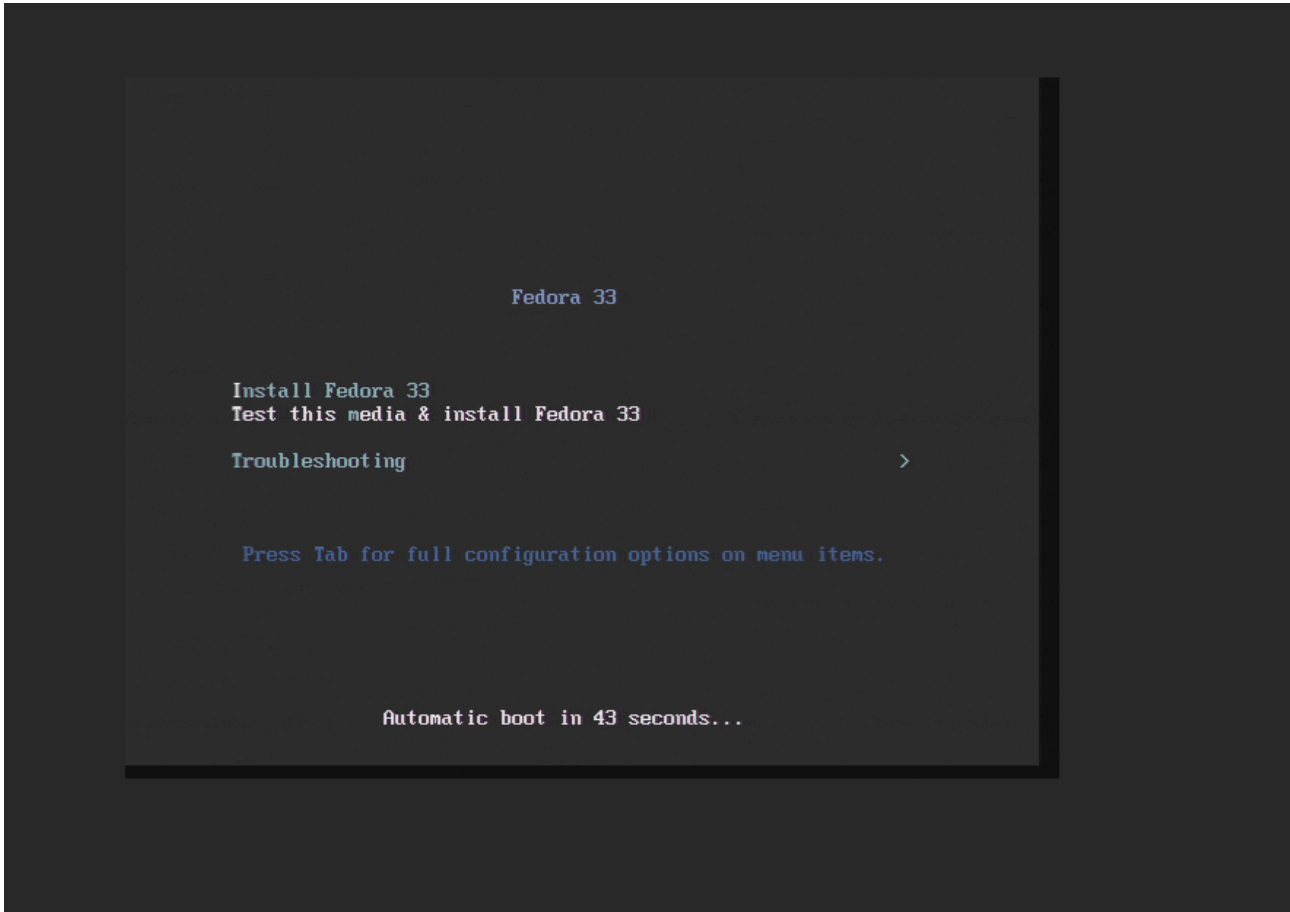 Fedora 33
Install Fedora 33
Test this media & install Fedora 33
Troubleshooting >
Press Tab for full configuration options on menu items.
Automatic boot in 43 seconds...